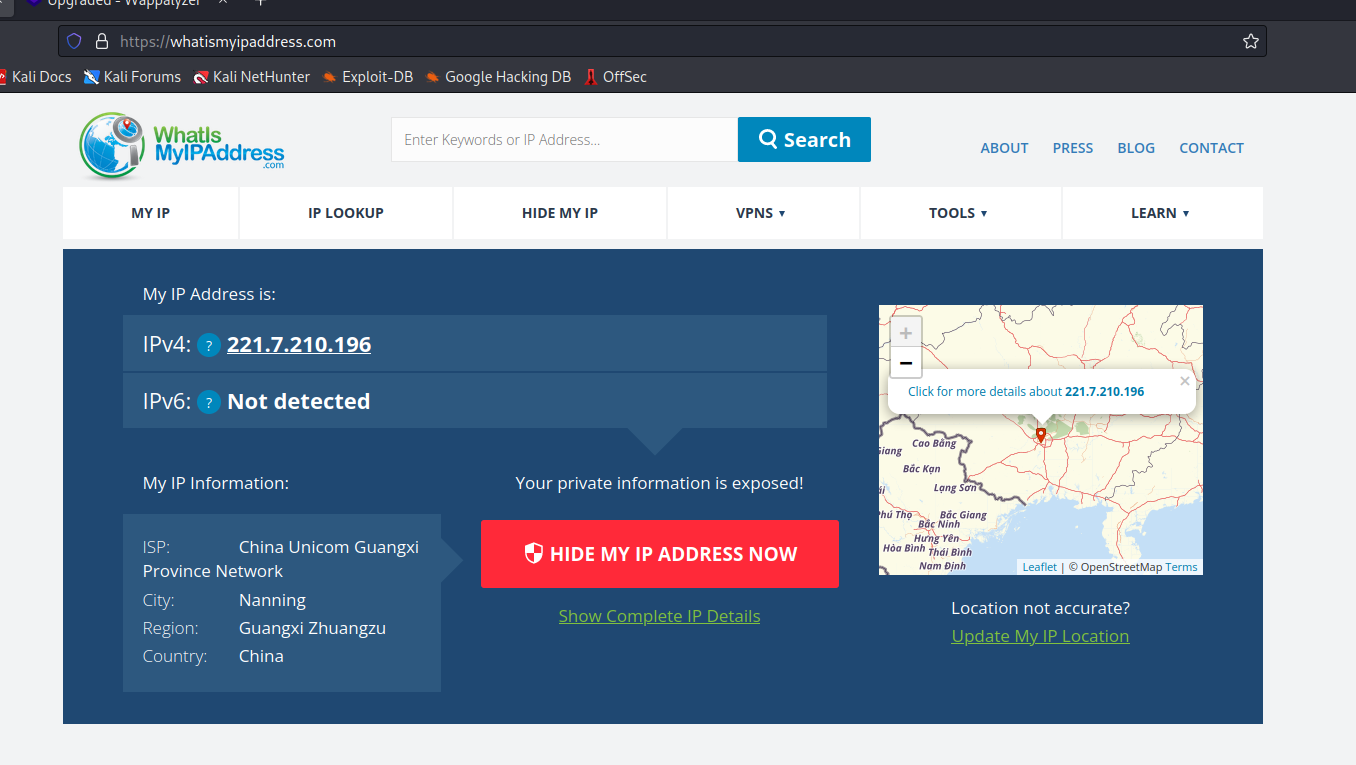 Upgraded - Wappalyzer
https://whatismyipaddress.com
Kali Docs Kali Forums Kali NetHunter Exploit-DB Google Hacking DB OffSec
WhatIs
MyIPAddress
.com
Enter Keywords or IP Address...
Search
ABOUT PRESS BLOG CONTACT
MY IP IP LOOKUP HIDE MY IP VPNS ▼ TOOLS ▼ LEARN ▼
My IP Address is:
IPv4: ? 221.7.210.196
IPv6: ? Not detected
My IP Information:
ISP: China Unicom Guangxi
Province Network
City: Nanning
Region: Guangxi Zhuangzu
Country: China
Your private information is exposed!
HIDE MY IP ADDRESS NOW
Show Complete IP Details
+
−
Click for more details about 221.7.210.196
×
Cao Bằng
Giang
Bắc Kạn
Lạng Sơn
Phú Thọ
Bắc Giang
Bắc Ninh
Hưng Yên
Hòa Bình
Thái Bình
Nam Định
Leaflet | © OpenStreetMap Terms
Location not accurate?
Update My IP Location